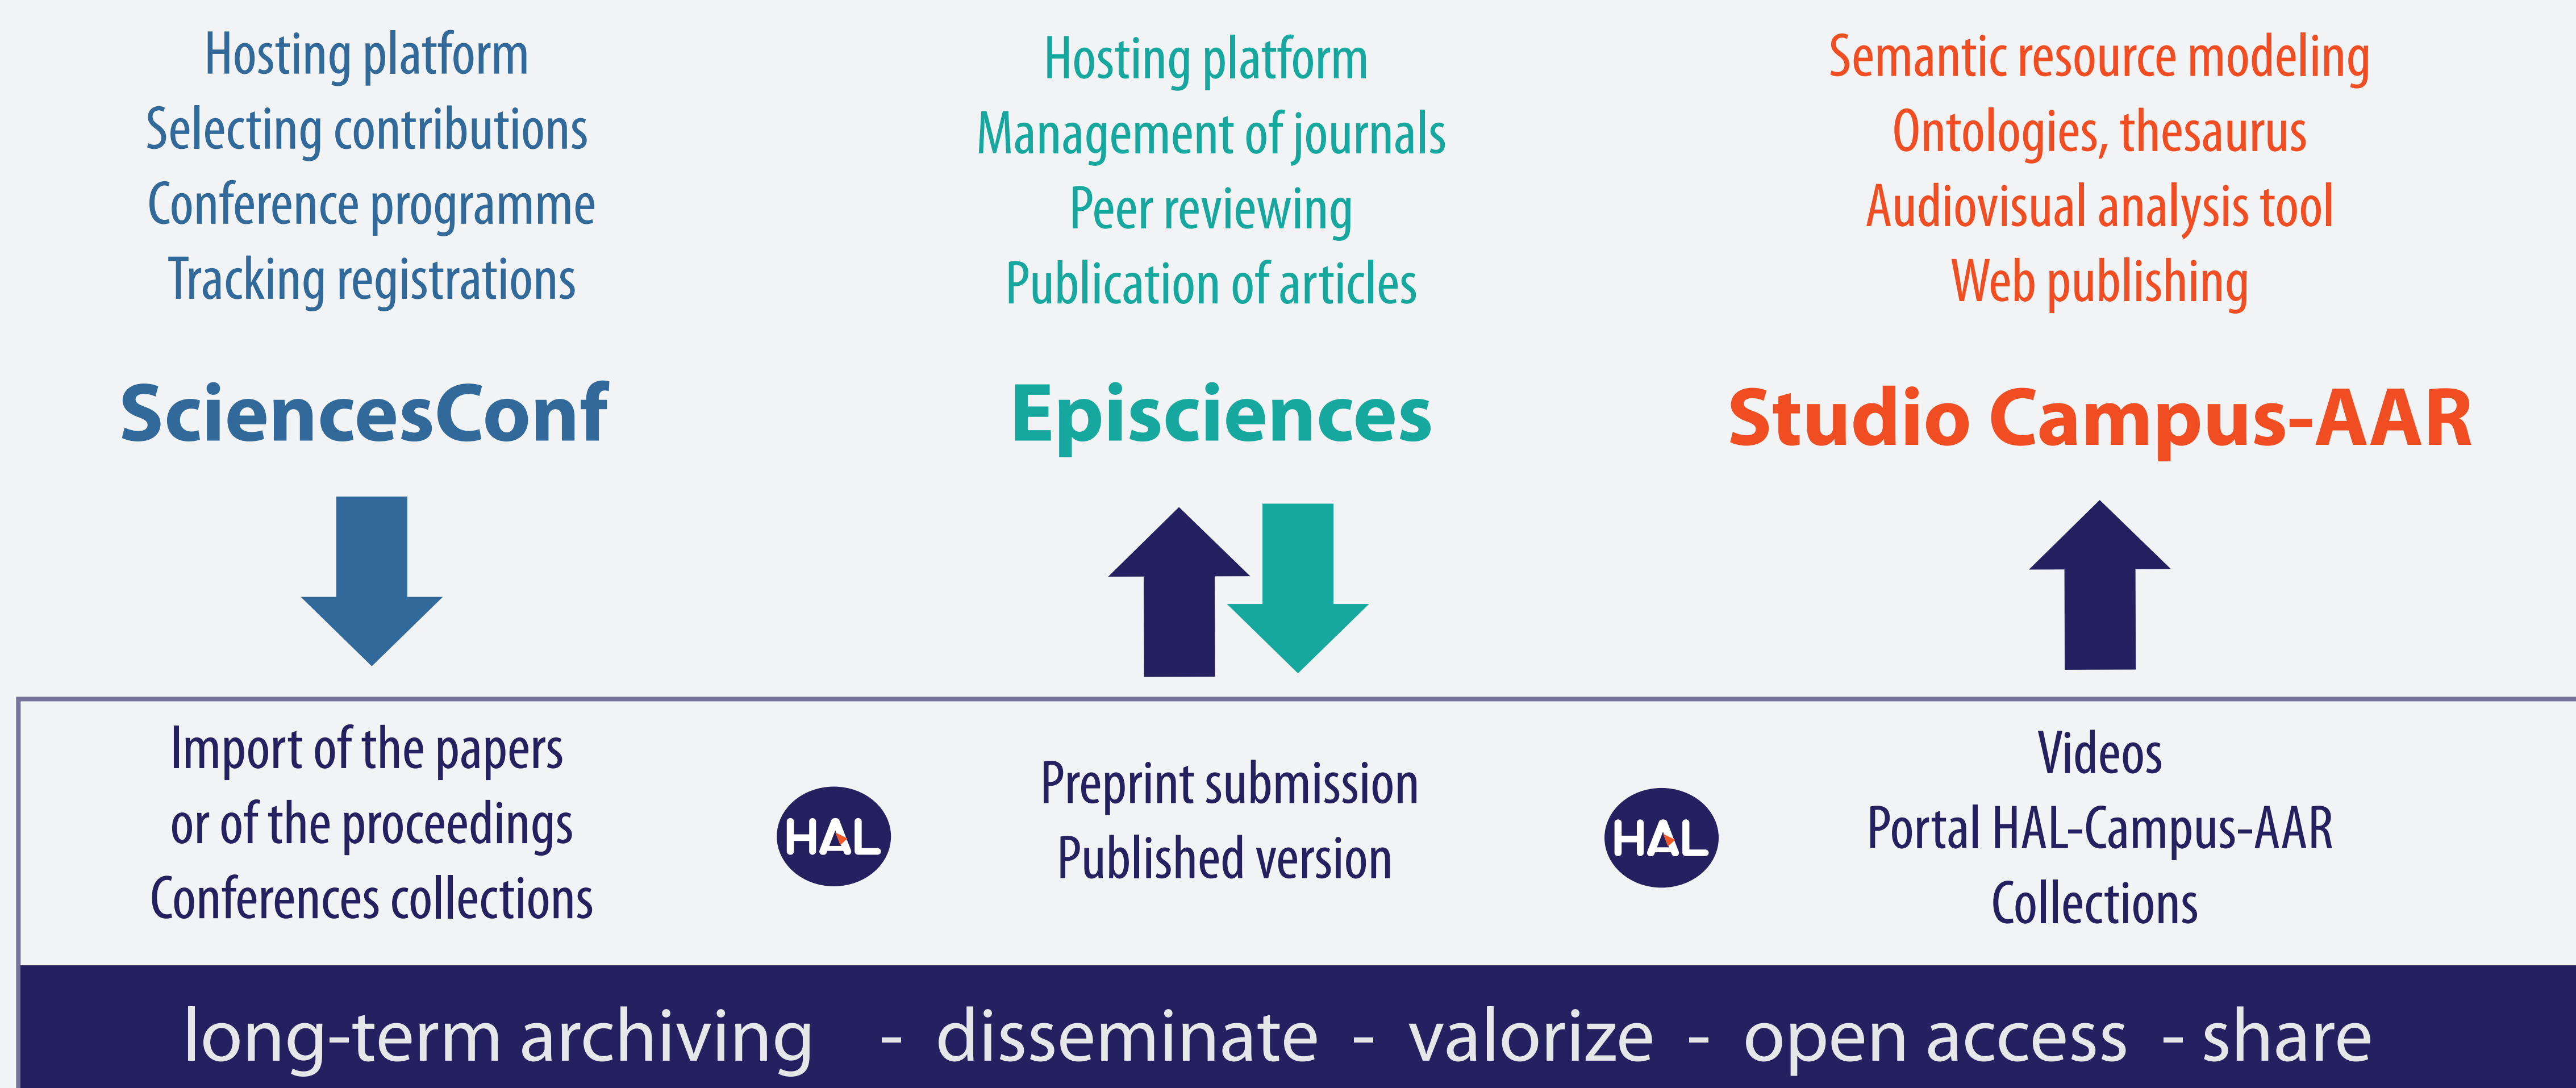 Hosting platform
Selecting contributions
Conference programme
Tracking registrations
SciencesConf
Hosting platform
Management of journals
Peer reviewing
Publication of articles
Episciences
Semantic resource modeling
Ontologies, thesaurus
Audiovisual analysis tool
Web publishing
Studio Campus-AAR
Import of the papers
or of the proceedings
Conferences collections
HAL
Preprint submission
Published version
HAL
Videos
Portal HAL-Campus-AAR
Collections
long-term archiving - disseminate - valorize - open access - share